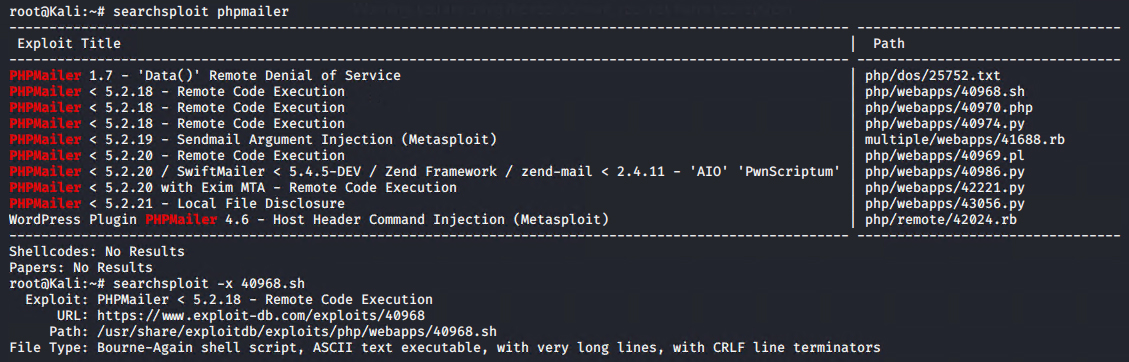 root@Kali:~# searchsploit phpmailer
Exploit Title | Path
PHPMailer 1.7 - 'Data()' Remote Denial of Service | php/dos/25752.txt
PHPMailer < 5.2.18 - Remote Code Execution | php/webapps/40968.sh
PHPMailer < 5.2.18 - Remote Code Execution | php/webapps/40970.php
PHPMailer < 5.2.18 - Remote Code Execution | php/webapps/40974.py
PHPMailer < 5.2.19 - Sendmail Argument Injection (Metasploit) | multiple/webapps/41688.rb
PHPMailer < 5.2.20 - Remote Code Execution | php/webapps/40969.pl
PHPMailer < 5.2.20 / SwiftMailer < 5.4.5-DEV / Zend Framework / zend-mail < 2.4.11 - 'AIO' 'PwnScriptum' | php/webapps/40986.py
PHPMailer < 5.2.20 with Exim MTA - Remote Code Execution | php/webapps/42221.py
PHPMailer < 5.2.21 - Local File Disclosure | php/webapps/43056.py
WordPress Plugin PHPMailer 4.6 - Host Header Command Injection (Metasploit) | php/remote/42024.rb
Shellcodes: No Results
Papers: No Results
root@Kali:~# searchsploit -x 40968.sh
Exploit: PHPMailer < 5.2.18 - Remote Code Execution
URL: https://www.exploit-db.com/exploits/40968
Path: /usr/share/exploitdb/exploits/php/webapps/40968.sh
File Type: Bourne-Again shell script, ASCII text executable, with very long lines, with CRLF line terminators